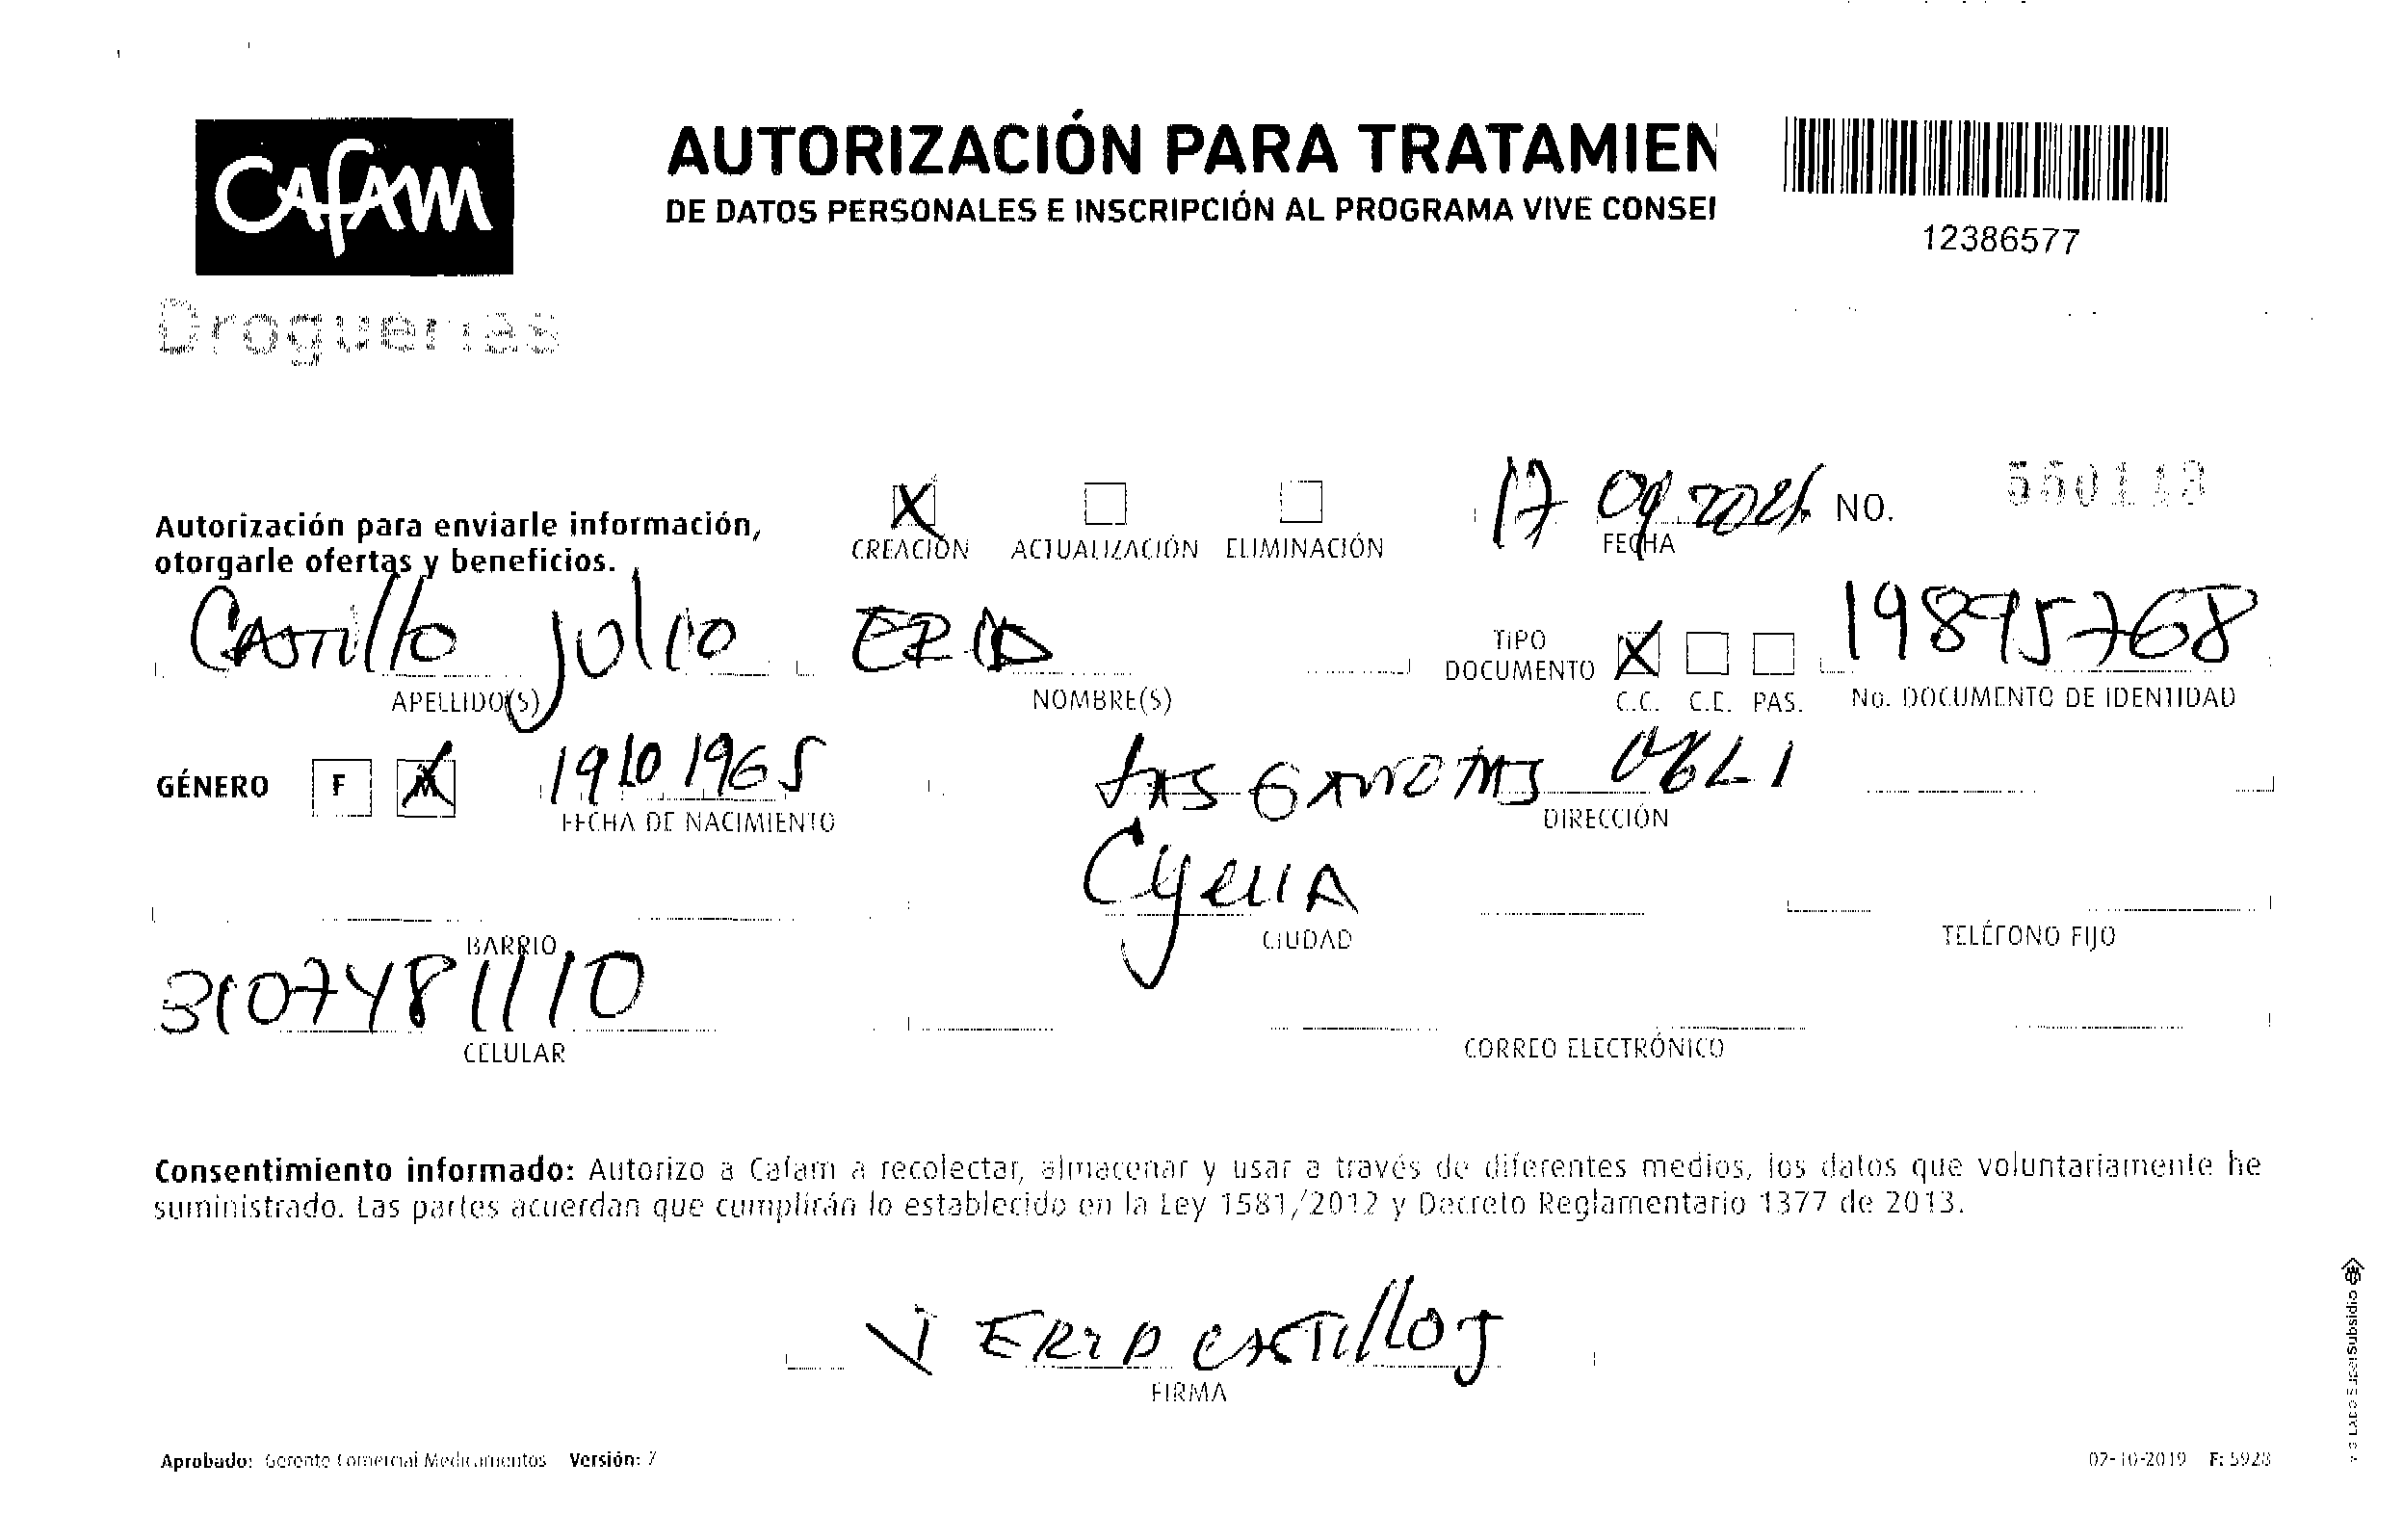 Cafam
AUTORIZACIÓN PARA TRATAMIEN
DE DATOS PERSONALES E INSCRIPCIÓN AL PROGRAMA VIVE CONSE
12386577
Droguerías
Autorización para enviarle información,
otorgarle ofertas y beneficios.
X CREACIÓN ACTUALIZACIÓN ELIMINACIÓN
17 09 2021 NO.
FECHA
Castillo Julio
APELLIDO(S)
NOMBRE(S)
TIPO
DOCUMENTO X
C.C. C.E. PAS.
19895768
No. DOCUMENTO DE IDENTIDAD
GÉNERO F M
19 10 1965
FECHA DE NACIMIENTO
DIRECCIÓN
BARRIO
CIUDAD
TELÉFONO FIJO
3107481110
CELULAR
CORREO ELECTRÓNICO
Consentimiento informado: Autorizo a Cafam a recolectar, almacenar y usar a través de diferentes medios, los datos que voluntariamente he
suministrado. Las partes acuerdan que cumplirán lo establecido en la Ley 1581/2012 y Decreto Reglamentario 1377 de 2013.
Castillo J
FIRMA
Aprobado: Gerente Comercial Medicamentos Versión: 7
07-10-2019 F: 5928
SuperSubsidio